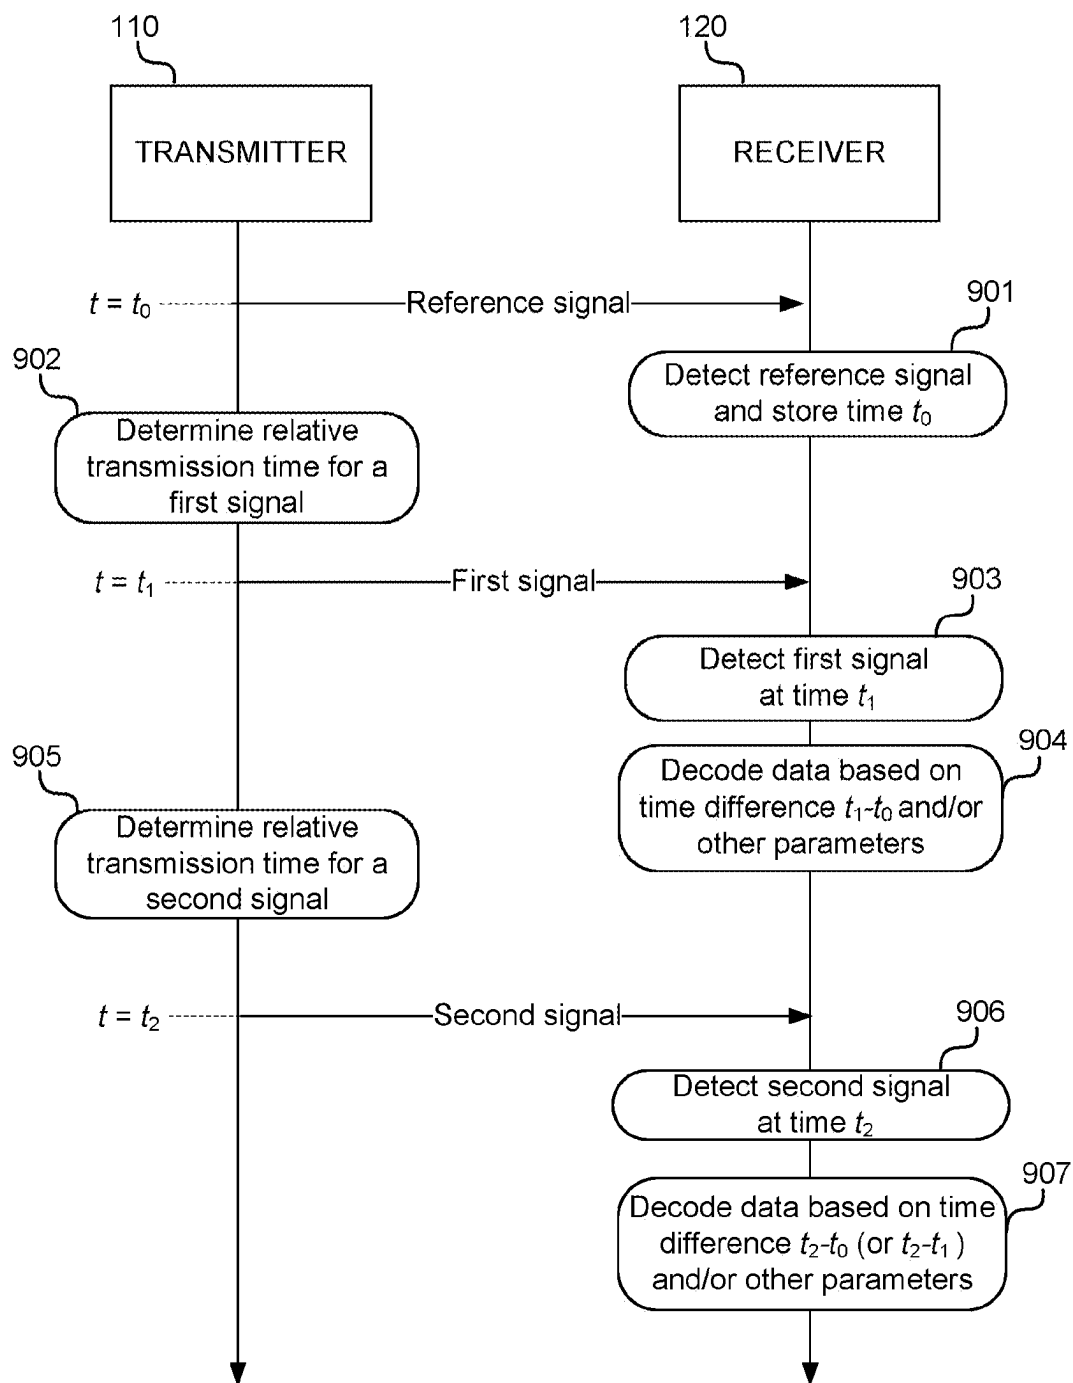 110
120
TRANSMITTER
RECEIVER
t = t0
Reference signal
901
Detect reference signal
and store time t0
902
Determine relative
transmission time for a
first signal
t = t1
First signal
903
Detect first signal
at time t1
904
Decode data based on
time difference t1-t0 and/or
other parameters
905
Determine relative
transmission time for a
second signal
t = t2
Second signal
906
Detect second signal
at time t2
907
Decode data based on time
difference t2-t0 (or t2-t1 )
and/or other parameters